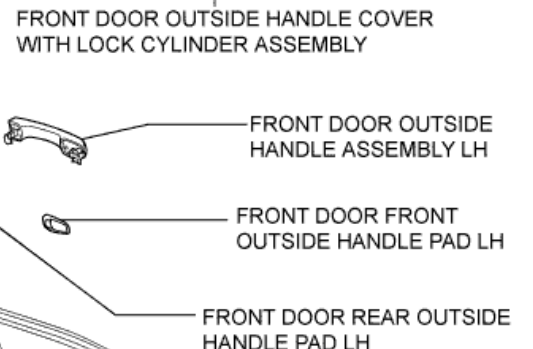 FRONT DOOR OUTSIDE HANDLE COVER
WITH LOCK CYLINDER ASSEMBLY
FRONT DOOR OUTSIDE
HANDLE ASSEMBLY LH
FRONT DOOR FRONT
OUTSIDE HANDLE PAD LH
FRONT DOOR REAR OUTSIDE
HANDLE PAD LH